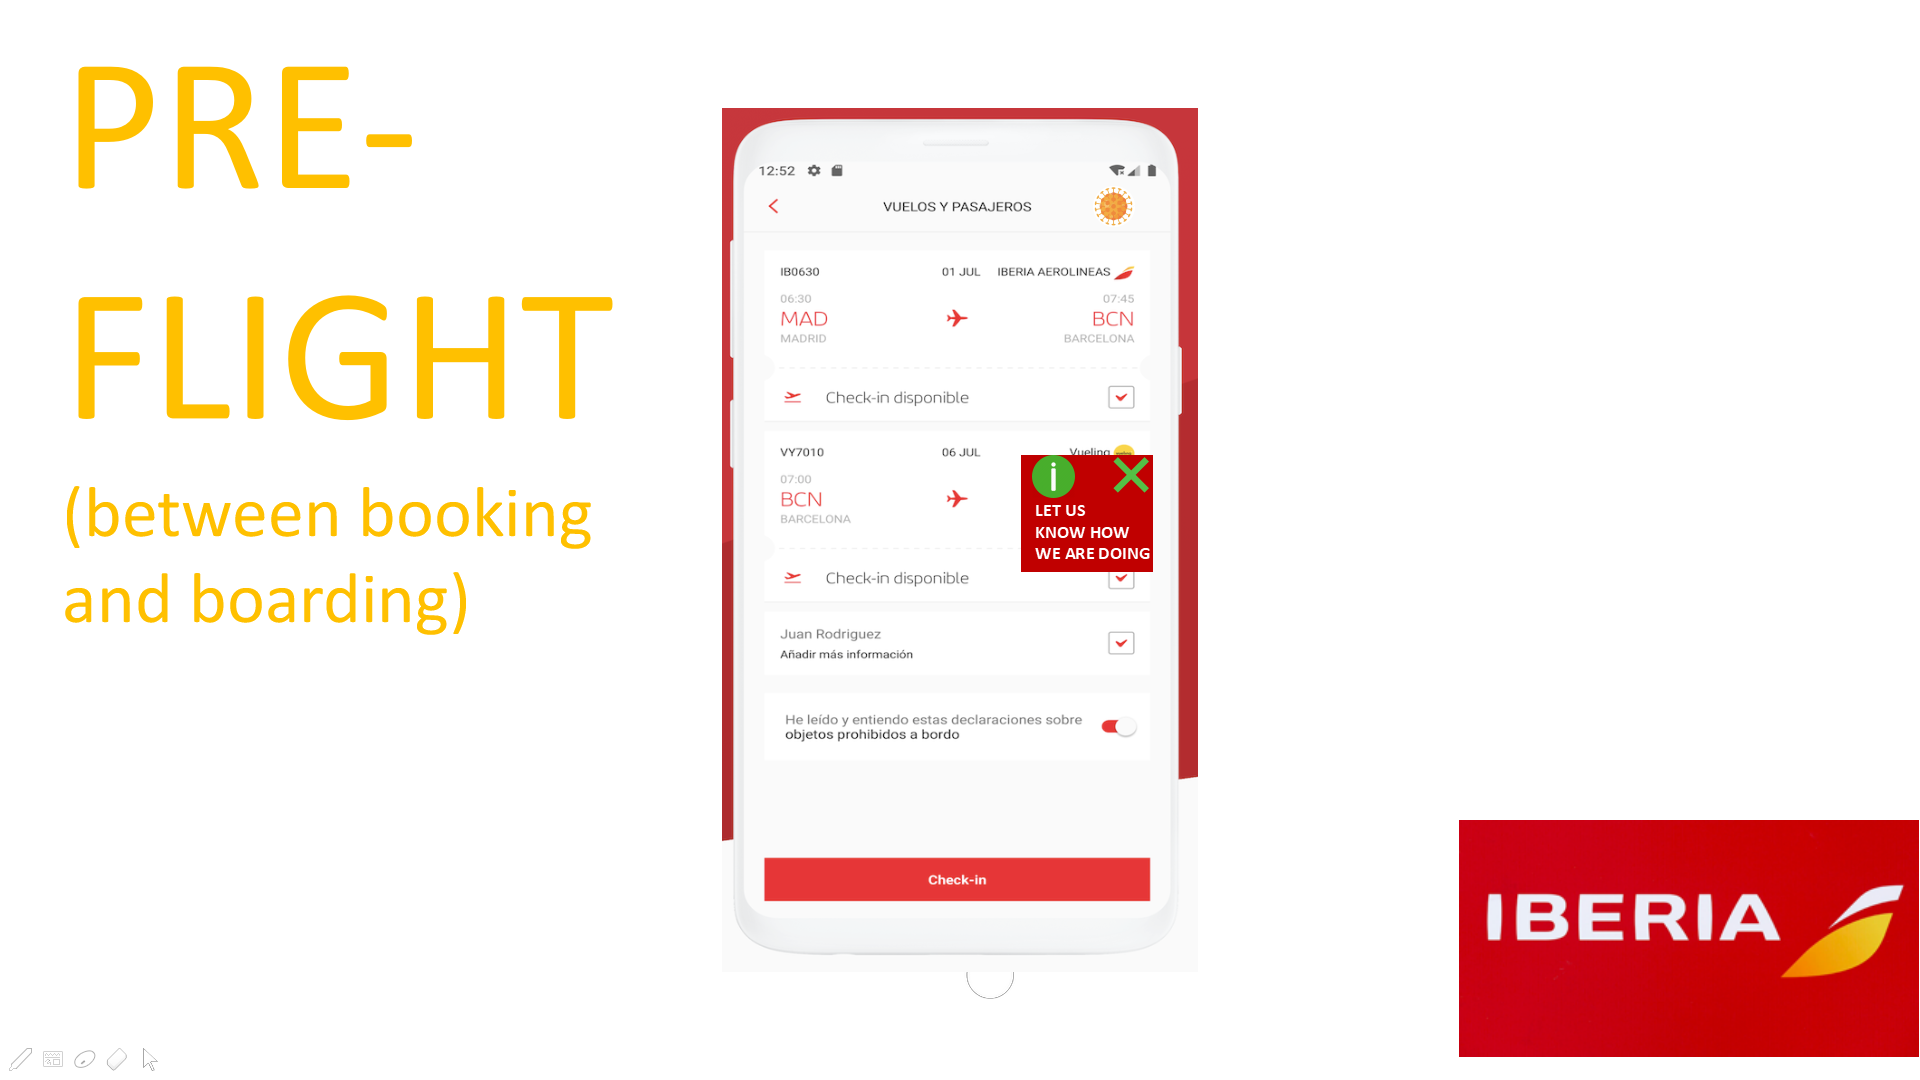 PRE-
FLIGHT
(between booking
and boarding)
12:52
VUELOS Y PASAJEROS
IB0630 01 JUL IBERIA AEROLINEAS
06:30 07:45
MAD BCN
MADRID BARCELONA
Check-in disponible
VY7010 06 JUL Vueling
07:00
BCN
BARCELONA
i
LET US
KNOW HOW
WE ARE DOING
Check-in disponible
Juan Rodriguez
Añadir más información
He leído y entiendo estas declaraciones sobre
objetos prohibidos a bordo
Check-in
IBERIA